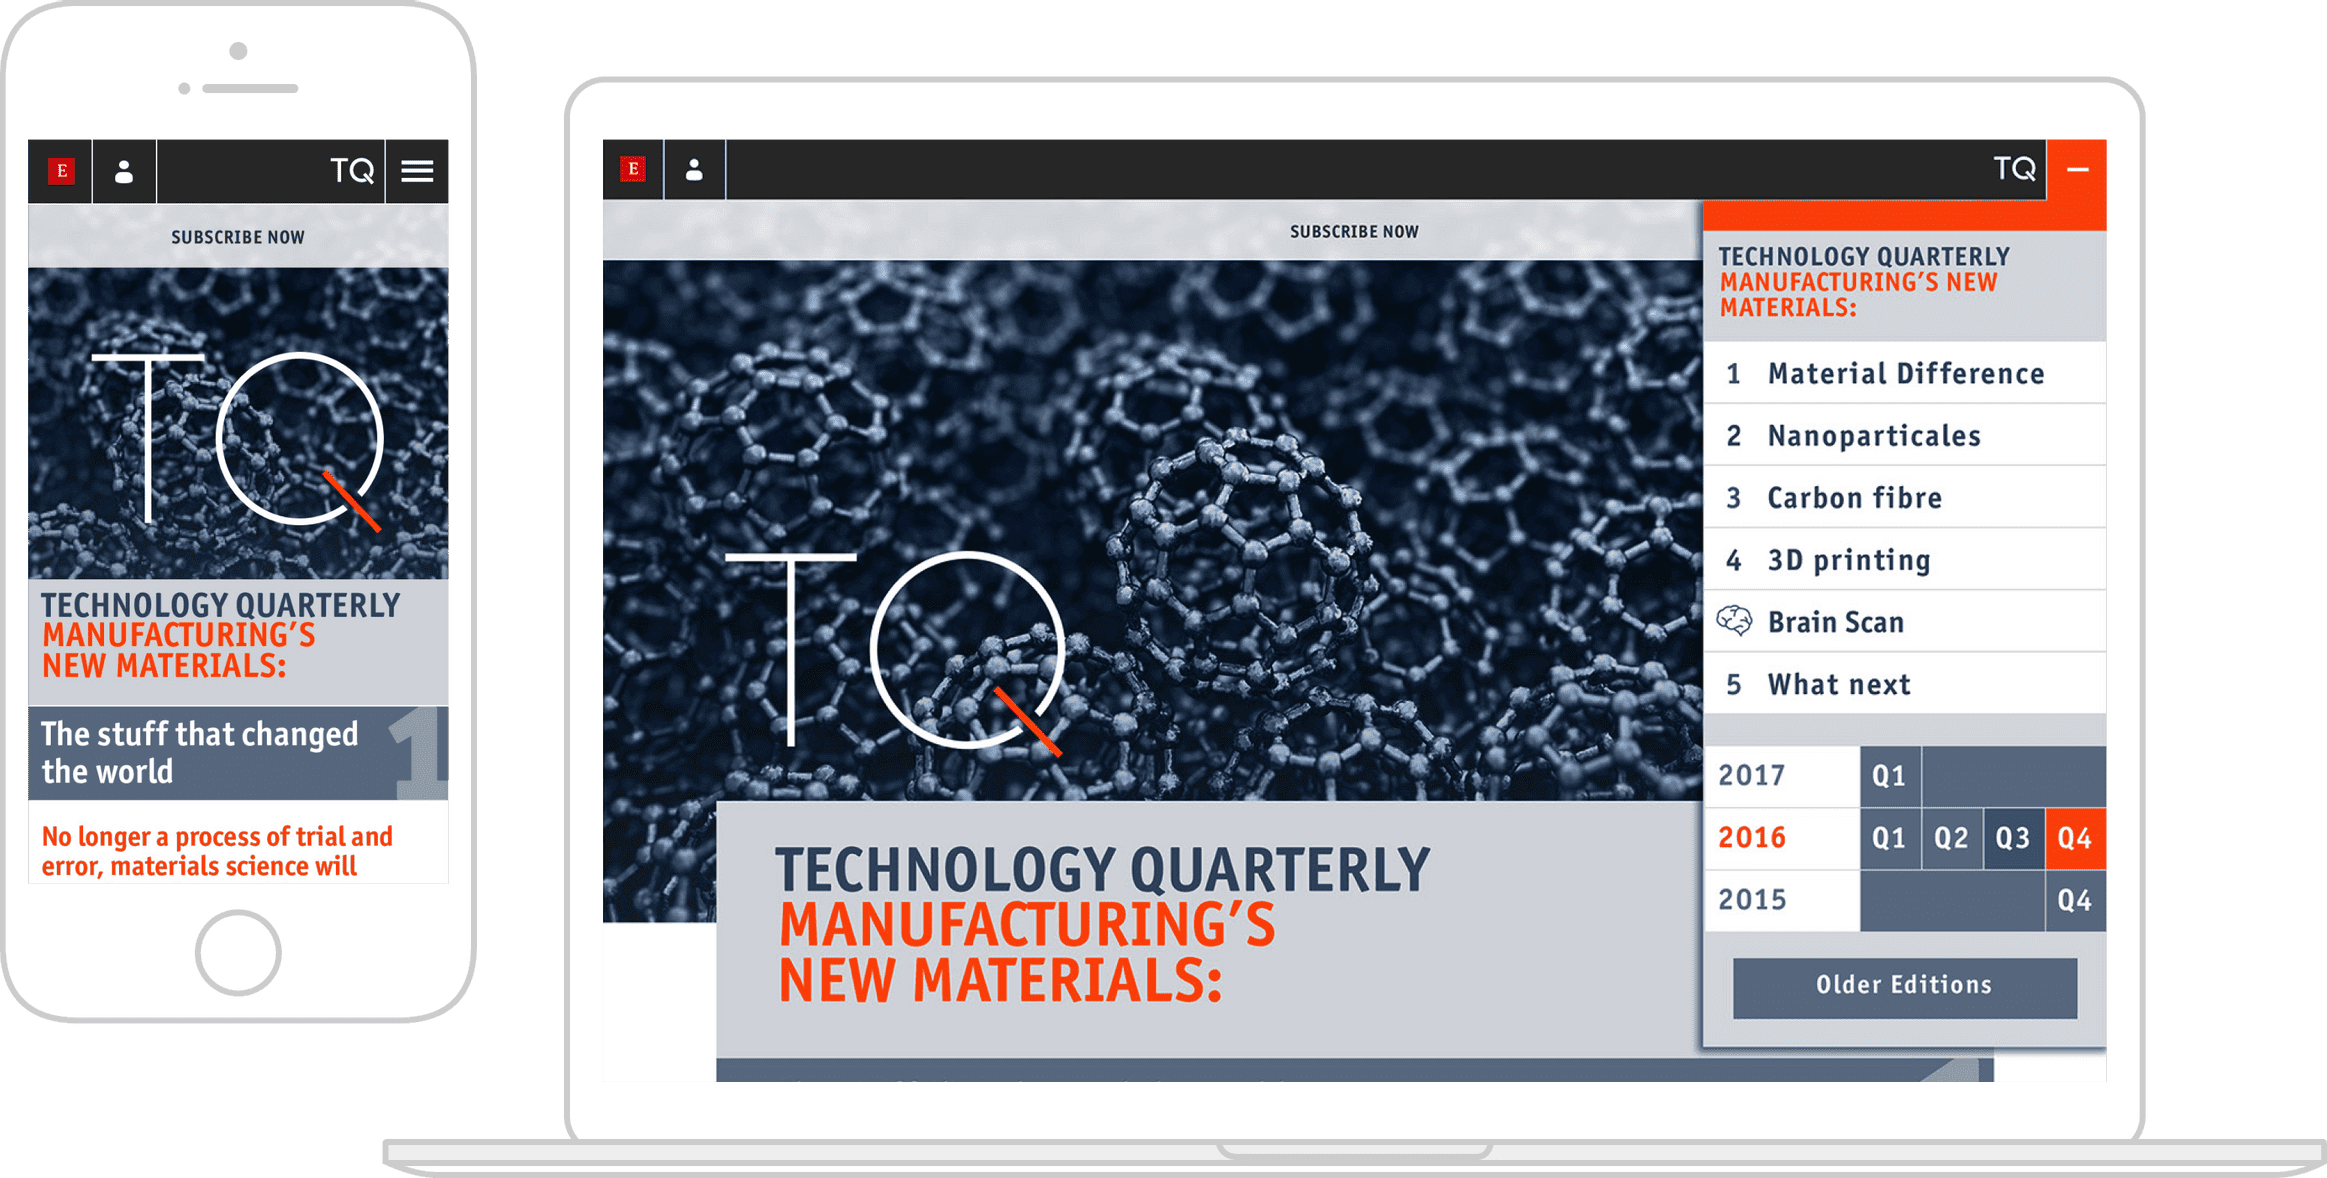 E
TQ
SUBSCRIBE NOW
TQ
TECHNOLOGY QUARTERLY
MANUFACTURING’S
NEW MATERIALS:
The stuff that changed
the world
1
No longer a process of trial and
error, materials science will
E
TQ
SUBSCRIBE NOW
TQ
TECHNOLOGY QUARTERLY
MANUFACTURING’S
NEW MATERIALS:
TECHNOLOGY QUARTERLY
MANUFACTURING’S NEW
MATERIALS:
1 Material Difference
2 Nanoparticales
3 Carbon fibre
4 3D printing
Brain Scan
5 What next
2017 Q1
2016 Q1 Q2 Q3 Q4
2015 Q4
Older Editions